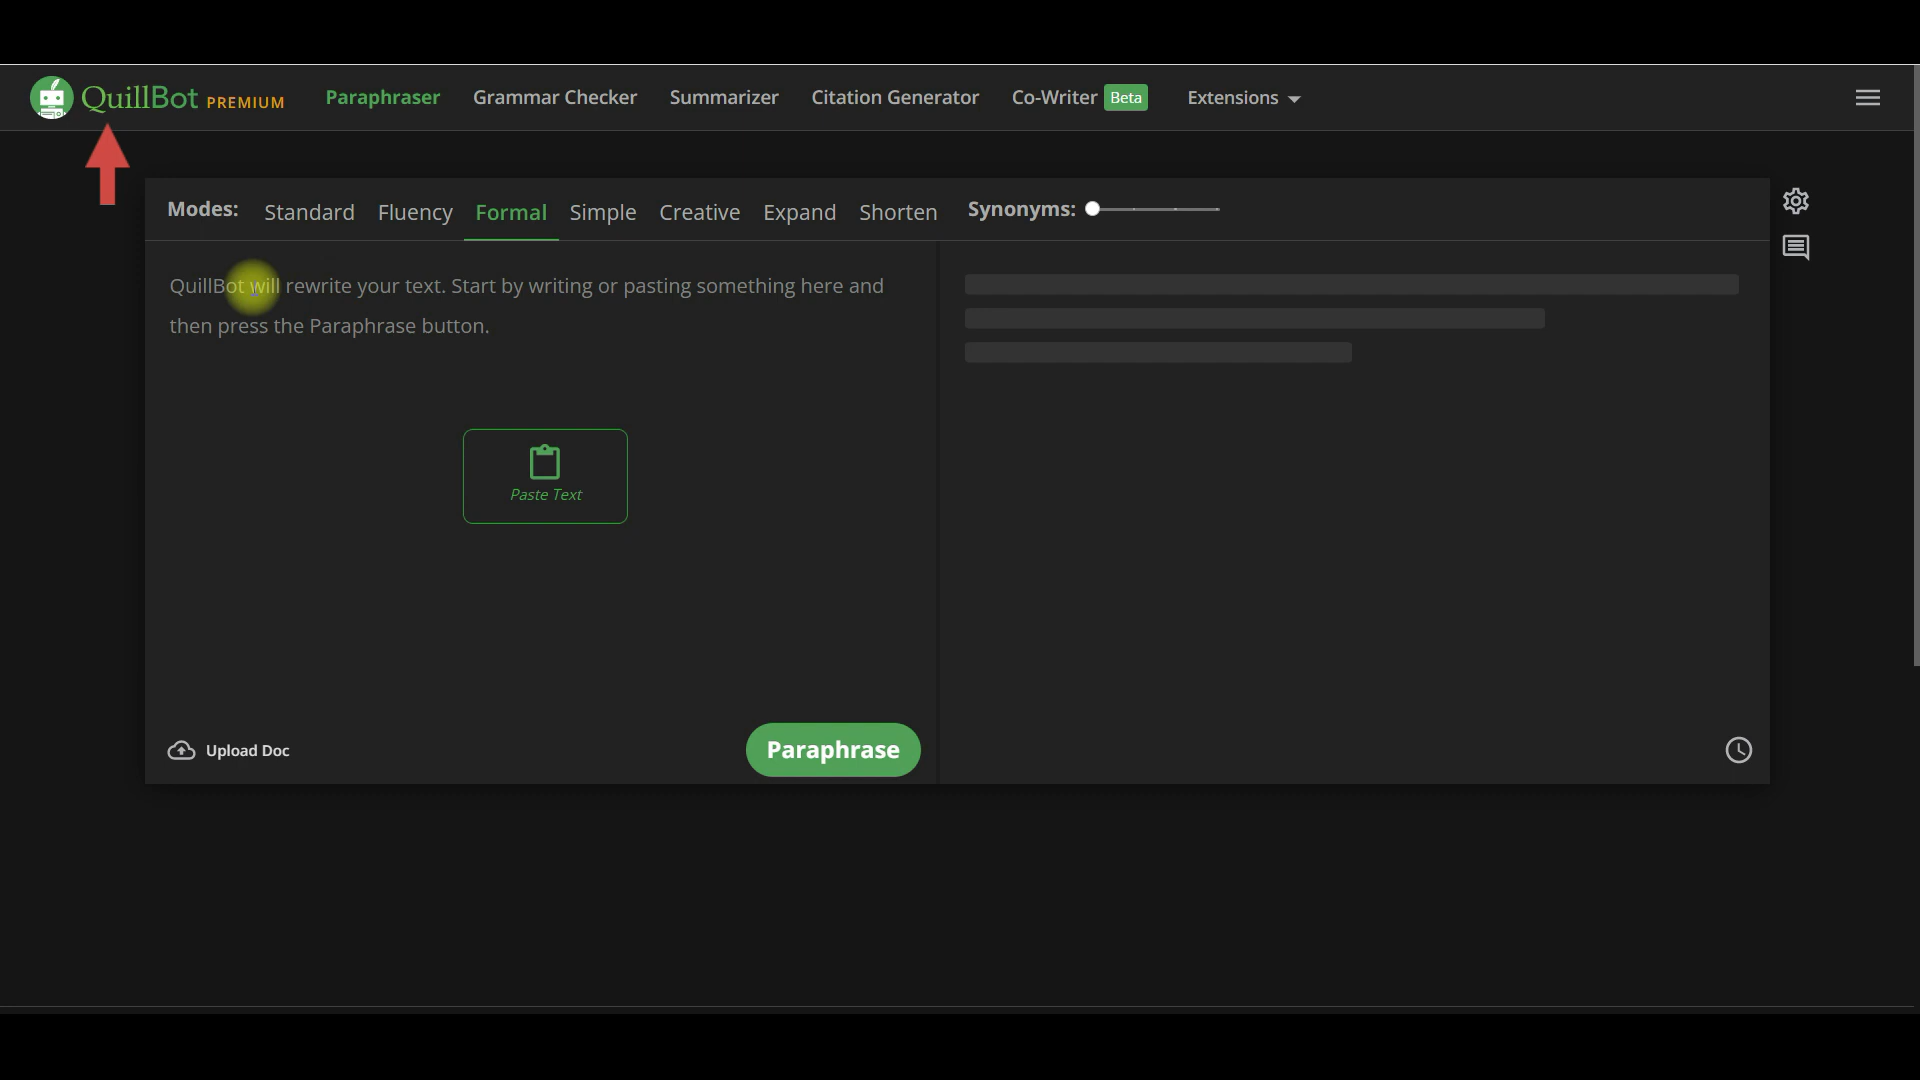 QuillBot PREMIUM Paraphraser Grammar Checker Summarizer Citation Generator Co-Writer Beta Extensions
Modes: Standard Fluency Formal Simple Creative Expand Shorten Synonyms:
QuillBot will rewrite your text. Start by writing or pasting something here and
then press the Paraphrase button.
Paste Text
Upload Doc Paraphrase